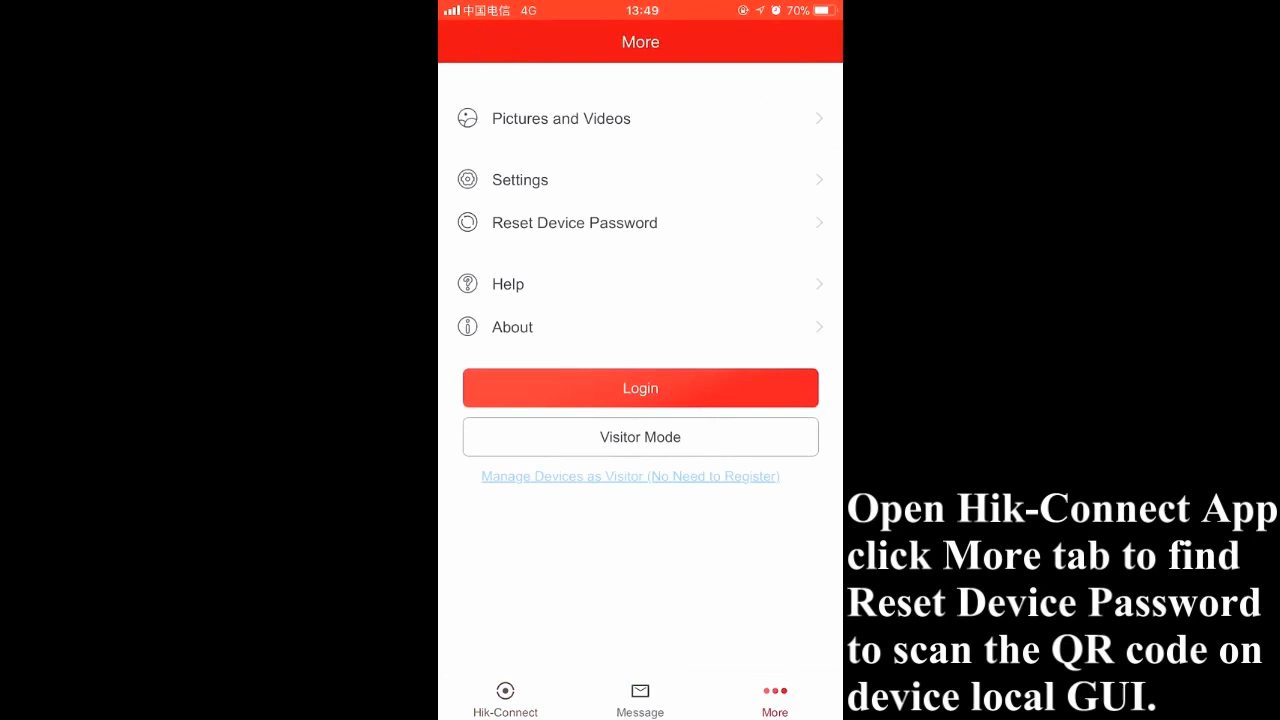 中国电信 4G 13:49 70%
More
Pictures and Videos
Settings
Reset Device Password
Help
About
Login
Visitor Mode
Manage Devices as Visitor (No Need to Register)
Hik-Connect Message More
Open Hik-Connect App
click More tab to find
Reset Device Password
to scan the QR code on
device local GUI.